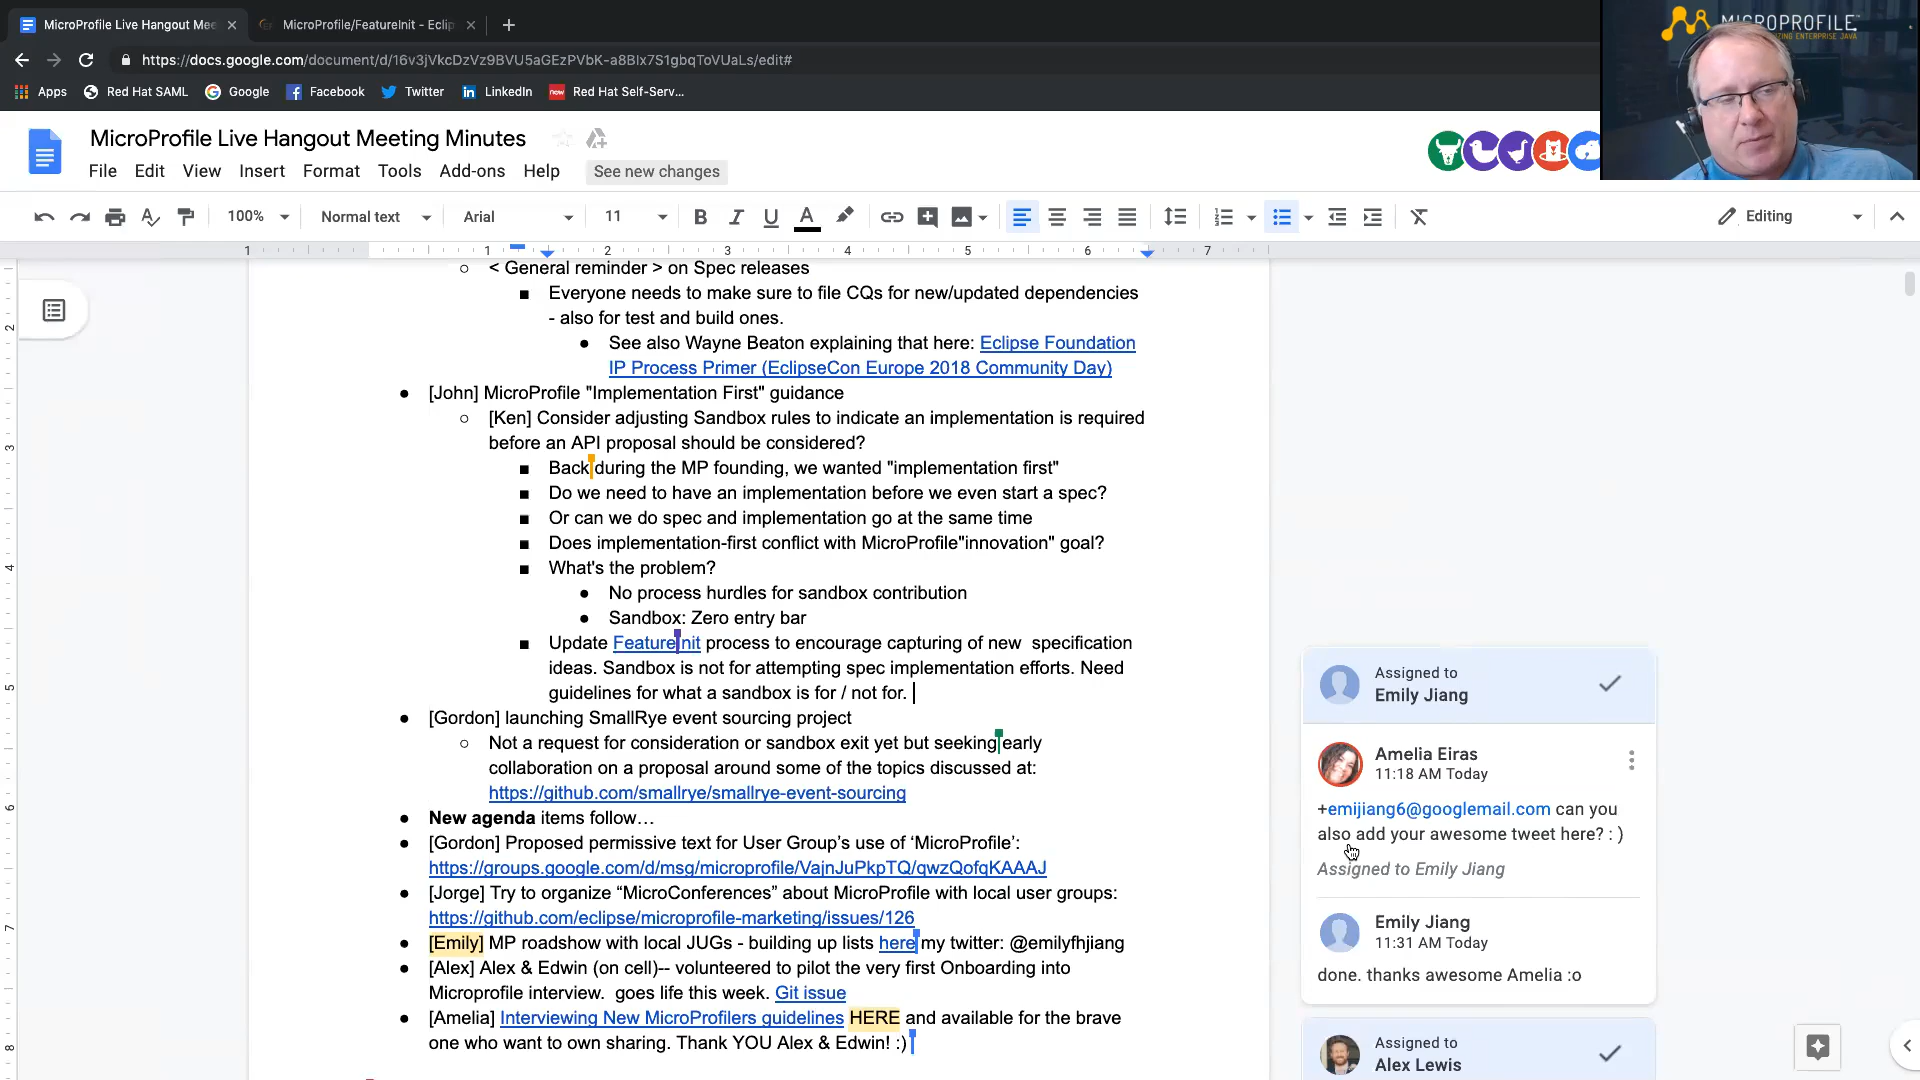 MicroProfile Live Hangout Mee
MicroProfile/FeatureInit - Eclip
https://docs.google.com/document/d/16v3jVkcDzVz9BVU5aGEzPVbK-a8BIx7S1gbqToVUaLs/edit#
Apps Red Hat SAML Google Facebook Twitter LinkedIn now Red Hat Self-Serv...
MICROPROFILE
ENTERPRISE JAVA
MicroProfile Live Hangout Meeting Minutes
File Edit View Insert Format Tools Add-ons Help See new changes
100% Normal text Arial 11 B I U A Editing
1 1 2 3 4 5 6 7
○ < General reminder > on Spec releases
■ Everyone needs to make sure to file CQs for new/updated dependencies
- also for test and build ones.
● See also Wayne Beaton explaining that here: Eclipse Foundation
IP Process Primer (EclipseCon Europe 2018 Community Day)
● [John] MicroProfile "Implementation First" guidance
○ [Ken] Consider adjusting Sandbox rules to indicate an implementation is required
before an API proposal should be considered?
■ Back during the MP founding, we wanted "implementation first"
■ Do we need to have an implementation before we even start a spec?
■ Or can we do spec and implementation go at the same time
■ Does implementation-first conflict with MicroProfile"innovation" goal?
■ What's the problem?
● No process hurdles for sandbox contribution
● Sandbox: Zero entry bar
■ Update FeatureInit process to encourage capturing of new specification
ideas. Sandbox is not for attempting spec implementation efforts. Need
guidelines for what a sandbox is for / not for.
● [Gordon] launching SmallRye event sourcing project
○ Not a request for consideration or sandbox exit yet but seeking early
collaboration on a proposal around some of the topics discussed at:
https://github.com/smallrye/smallrye-event-sourcing
● New agenda items follow…
● [Gordon] Proposed permissive text for User Group’s use of ‘MicroProfile’:
https://groups.google.com/d/msg/microprofile/VajnJuPkpTQ/qwzQofqKAAAJ
● [Jorge] Try to organize “MicroConferences” about MicroProfile with local user groups:
https://github.com/eclipse/microprofile-marketing/issues/126
● [Emily] MP roadshow with local JUGs - building up lists here my twitter: @emilyfhjiang
● [Alex] Alex & Edwin (on cell)-- volunteered to pilot the very first Onboarding into
Microprofile interview. goes life this week. Git issue
● [Amelia] Interviewing New MicroProfilers guidelines HERE and available for the brave
one who want to own sharing. Thank YOU Alex & Edwin! :)
2
3
4
5
6
7
8
Assigned to
Emily Jiang
Amelia Eiras
11:18 AM Today
+emijiang6@googlemail.com can you
also add your awesome tweet here? : )
Assigned to Emily Jiang
Emily Jiang
11:31 AM Today
done. thanks awesome Amelia :o
Assigned to
Alex Lewis